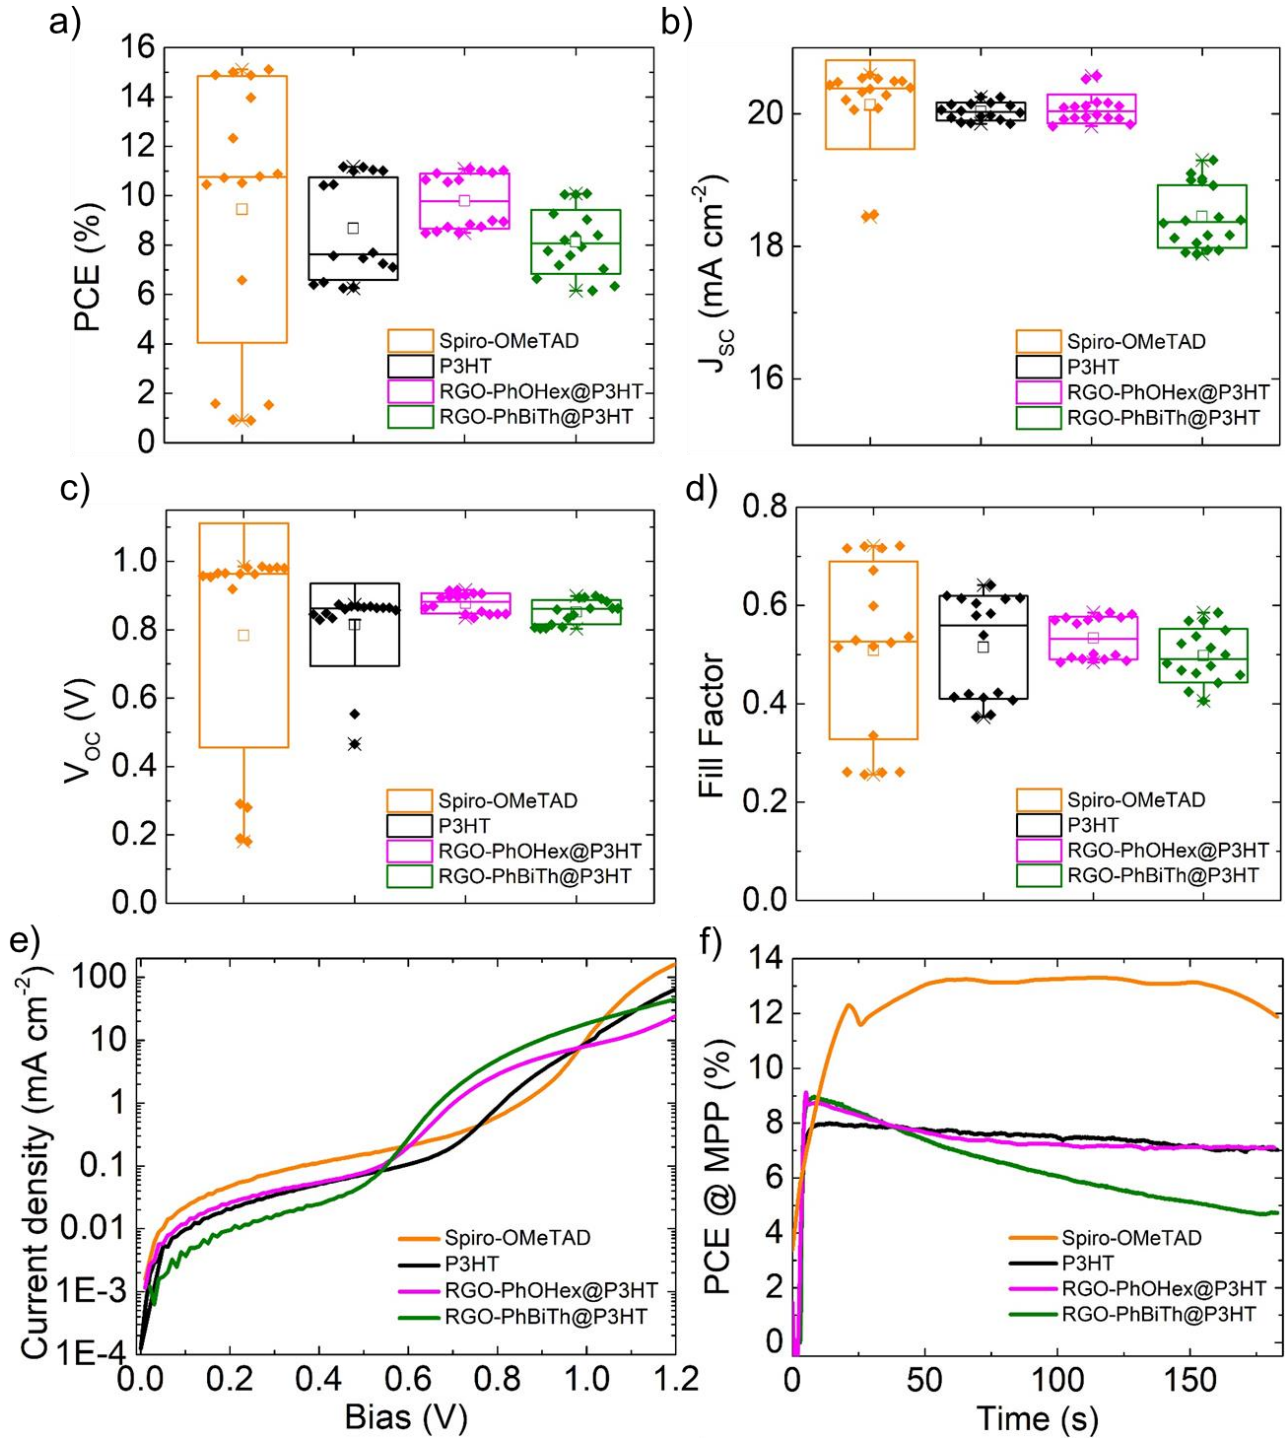 a)
PCE (%)
16
14
12
10
8
6
4
2
0
Spiro-OMeTAD
P3HT
RGO-PhOHex@P3HT
RGO-PhBiTh@P3HT
b)
J_SC (mA cm⁻²)
20
18
16
Spiro-OMeTAD
P3HT
RGO-PhOHex@P3HT
RGO-PhBiTh@P3HT
c)
V_OC (V)
1.0
0.8
0.6
0.4
0.2
0.0
Spiro-OMeTAD
P3HT
RGO-PhOHex@P3HT
RGO-PhBiTh@P3HT
d)
Fill Factor
0.8
0.6
0.4
0.2
0.0
Spiro-OMeTAD
P3HT
RGO-PhOHex@P3HT
RGO-PhBiTh@P3HT
e)
Current density (mA cm⁻²)
100
10
1
0.1
0.01
1E-3
1E-4
Spiro-OMeTAD
P3HT
RGO-PhOHex@P3HT
RGO-PhBiTh@P3HT
0.0 0.2 0.4 0.6 0.8 1.0 1.2
Bias (V)
f)
PCE @ MPP (%)
14
12
10
8
6
4
2
0
Spiro-OMeTAD
P3HT
RGO-PhOHex@P3HT
RGO-PhBiTh@P3HT
0 50 100 150
Time (s)